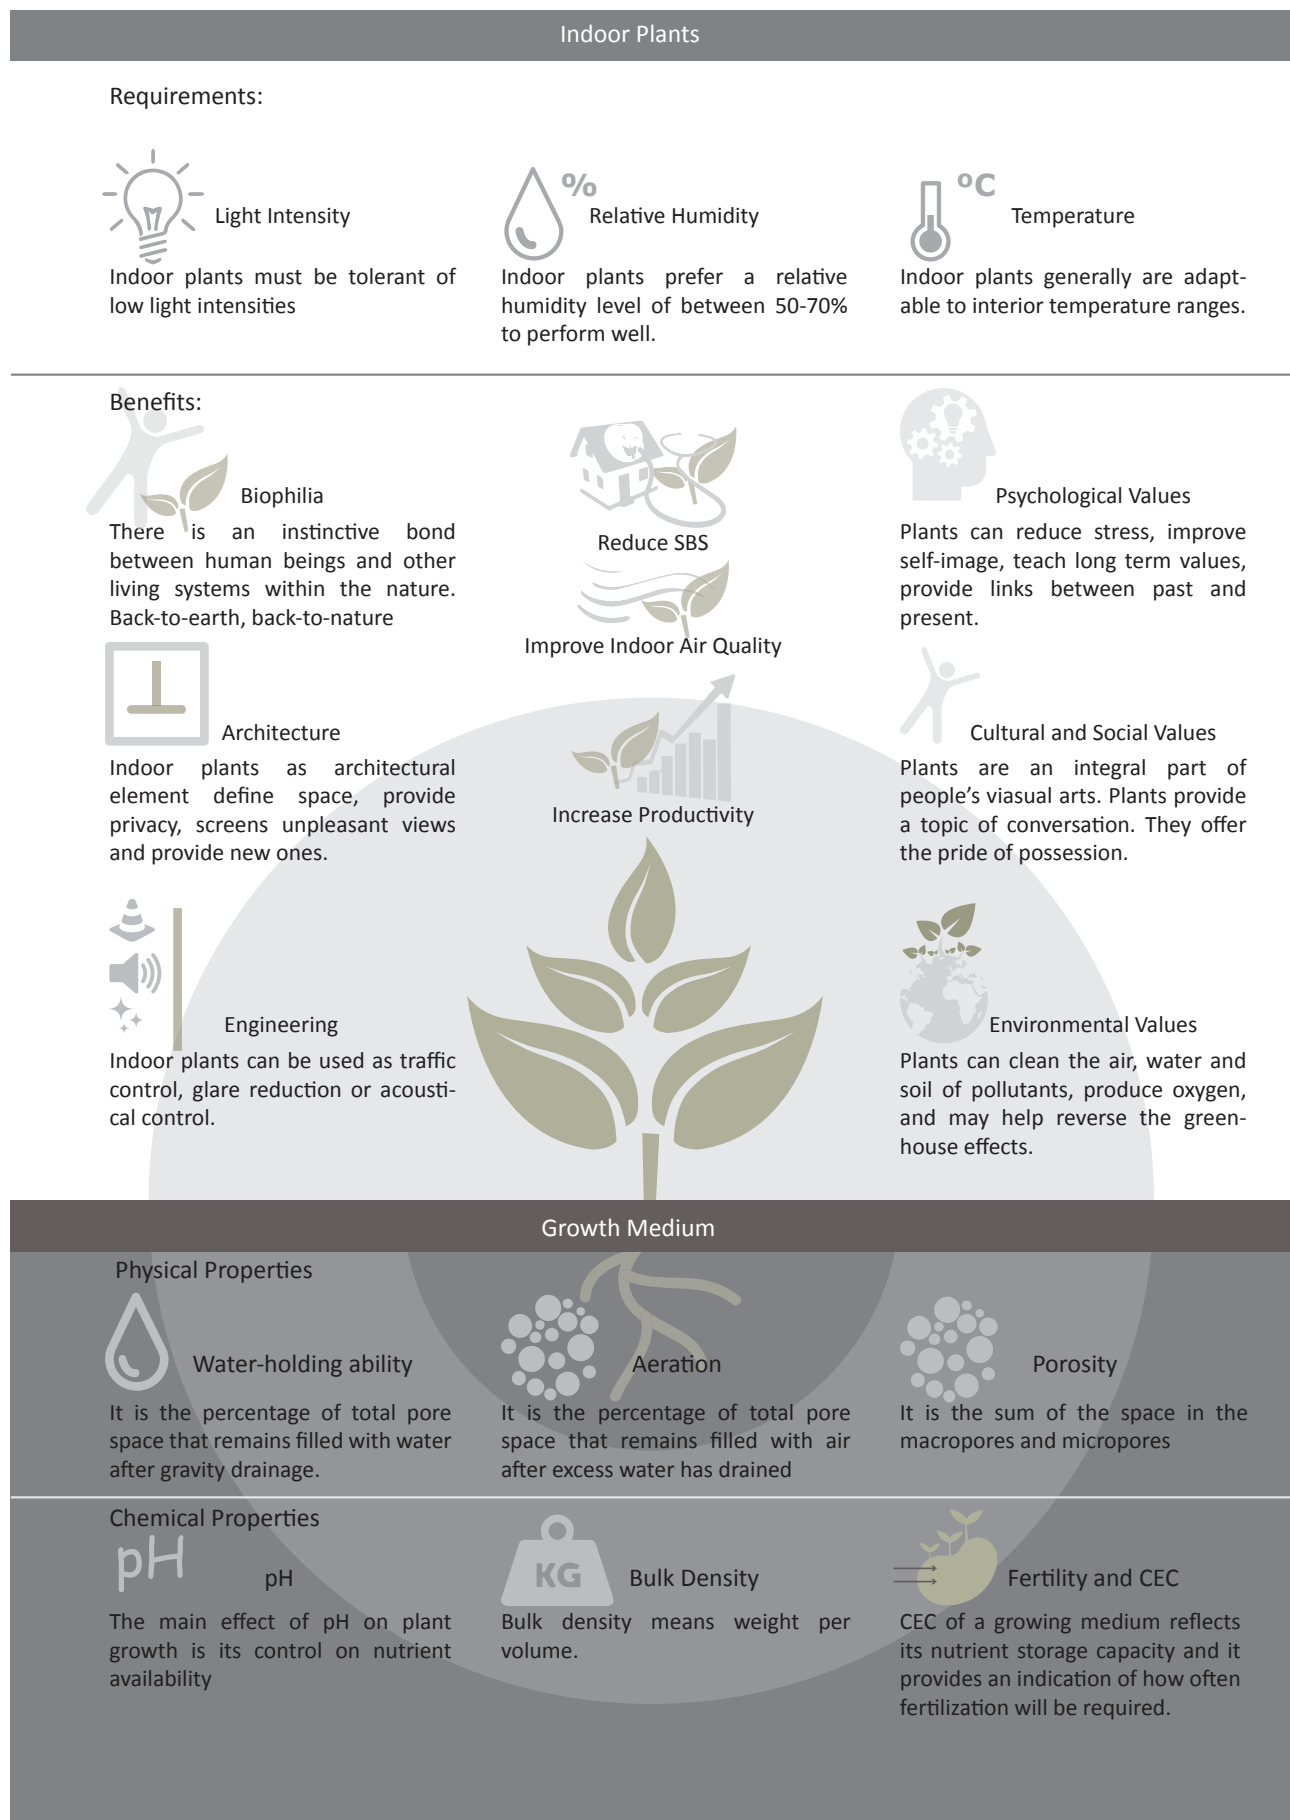 Indoor Plants
Requirements:
Light Intensity
Indoor plants must be tolerant of
low light intensities
%
Relative Humidity
Indoor plants prefer a relative
humidity level of between 50-70%
to perform well.
ºC
Temperature
Indoor plants generally are adapt-
able to interior temperature ranges.
Benefits:
Biophilia
There is an instinctive bond
between human beings and other
living systems within the nature.
Back-to-earth, back-to-nature
Architecture
Indoor plants as architectural
element define space, provide
privacy, screens unpleasant views
and provide new ones.
Engineering
Indoor plants can be used as traffic
control, glare reduction or acousti-
cal control.
Reduce SBS
Improve Indoor Air Quality
Increase Productivity
Psychological Values
Plants can reduce stress, improve
self-image, teach long term values,
provide links between past and
present.
Cultural and Social Values
Plants are an integral part of
people’s viasual arts. Plants provide
a topic of conversation. They offer
the pride of possession.
Environmental Values
Plants can clean the air, water and
soil of pollutants, produce oxygen,
and may help reverse the green-
house effects.
Growth Medium
Physical Properties
Water-holding ability
It is the percentage of total pore
space that remains filled with water
after gravity drainage.
Aeration
It is the percentage of total pore
space that remains filled with air
after excess water has drained
Porosity
It is the sum of the space in the
macropores and micropores
Chemical Properties
pH
pH
The main effect of pH on plant
growth is its control on nutrient
availability
KG
Bulk Density
Bulk density means weight per
volume.
Fertility and CEC
CEC of a growing medium reflects
its nutrient storage capacity and it
provides an indication of how often
fertilization will be required.